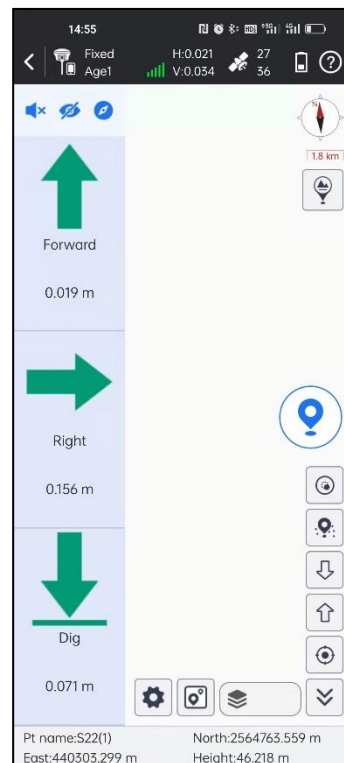 14:55
Fixed H:0.021 27
Age1 V:0.034 36
N
1.8 km
Forward
0.019 m
Right
0.156 m
Dig
0.071 m
Pt name:S22(1) North:2564763.559 m
East:440303.299 m Height:46.218 m